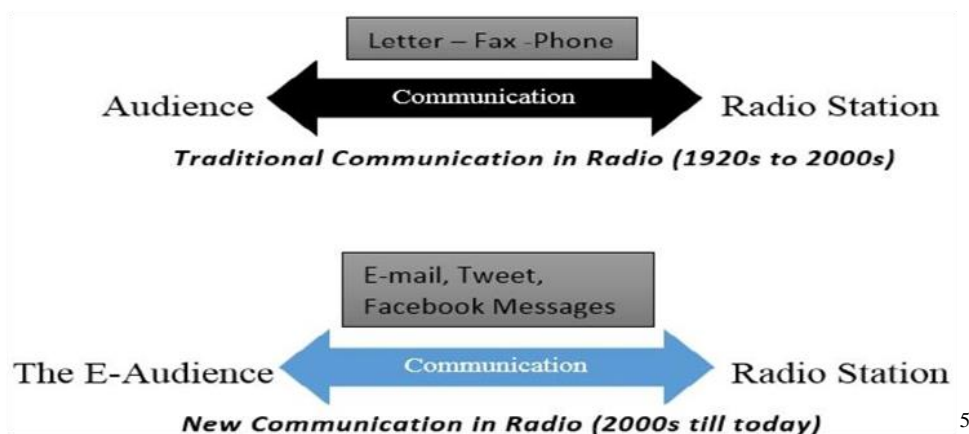 Letter – Fax -Phone
Audience Communication Radio Station
Traditional Communication in Radio (1920s to 2000s)
E-mail, Tweet,
Facebook Messages
The E-Audience Communication Radio Station
New Communication in Radio (2000s till today)
5